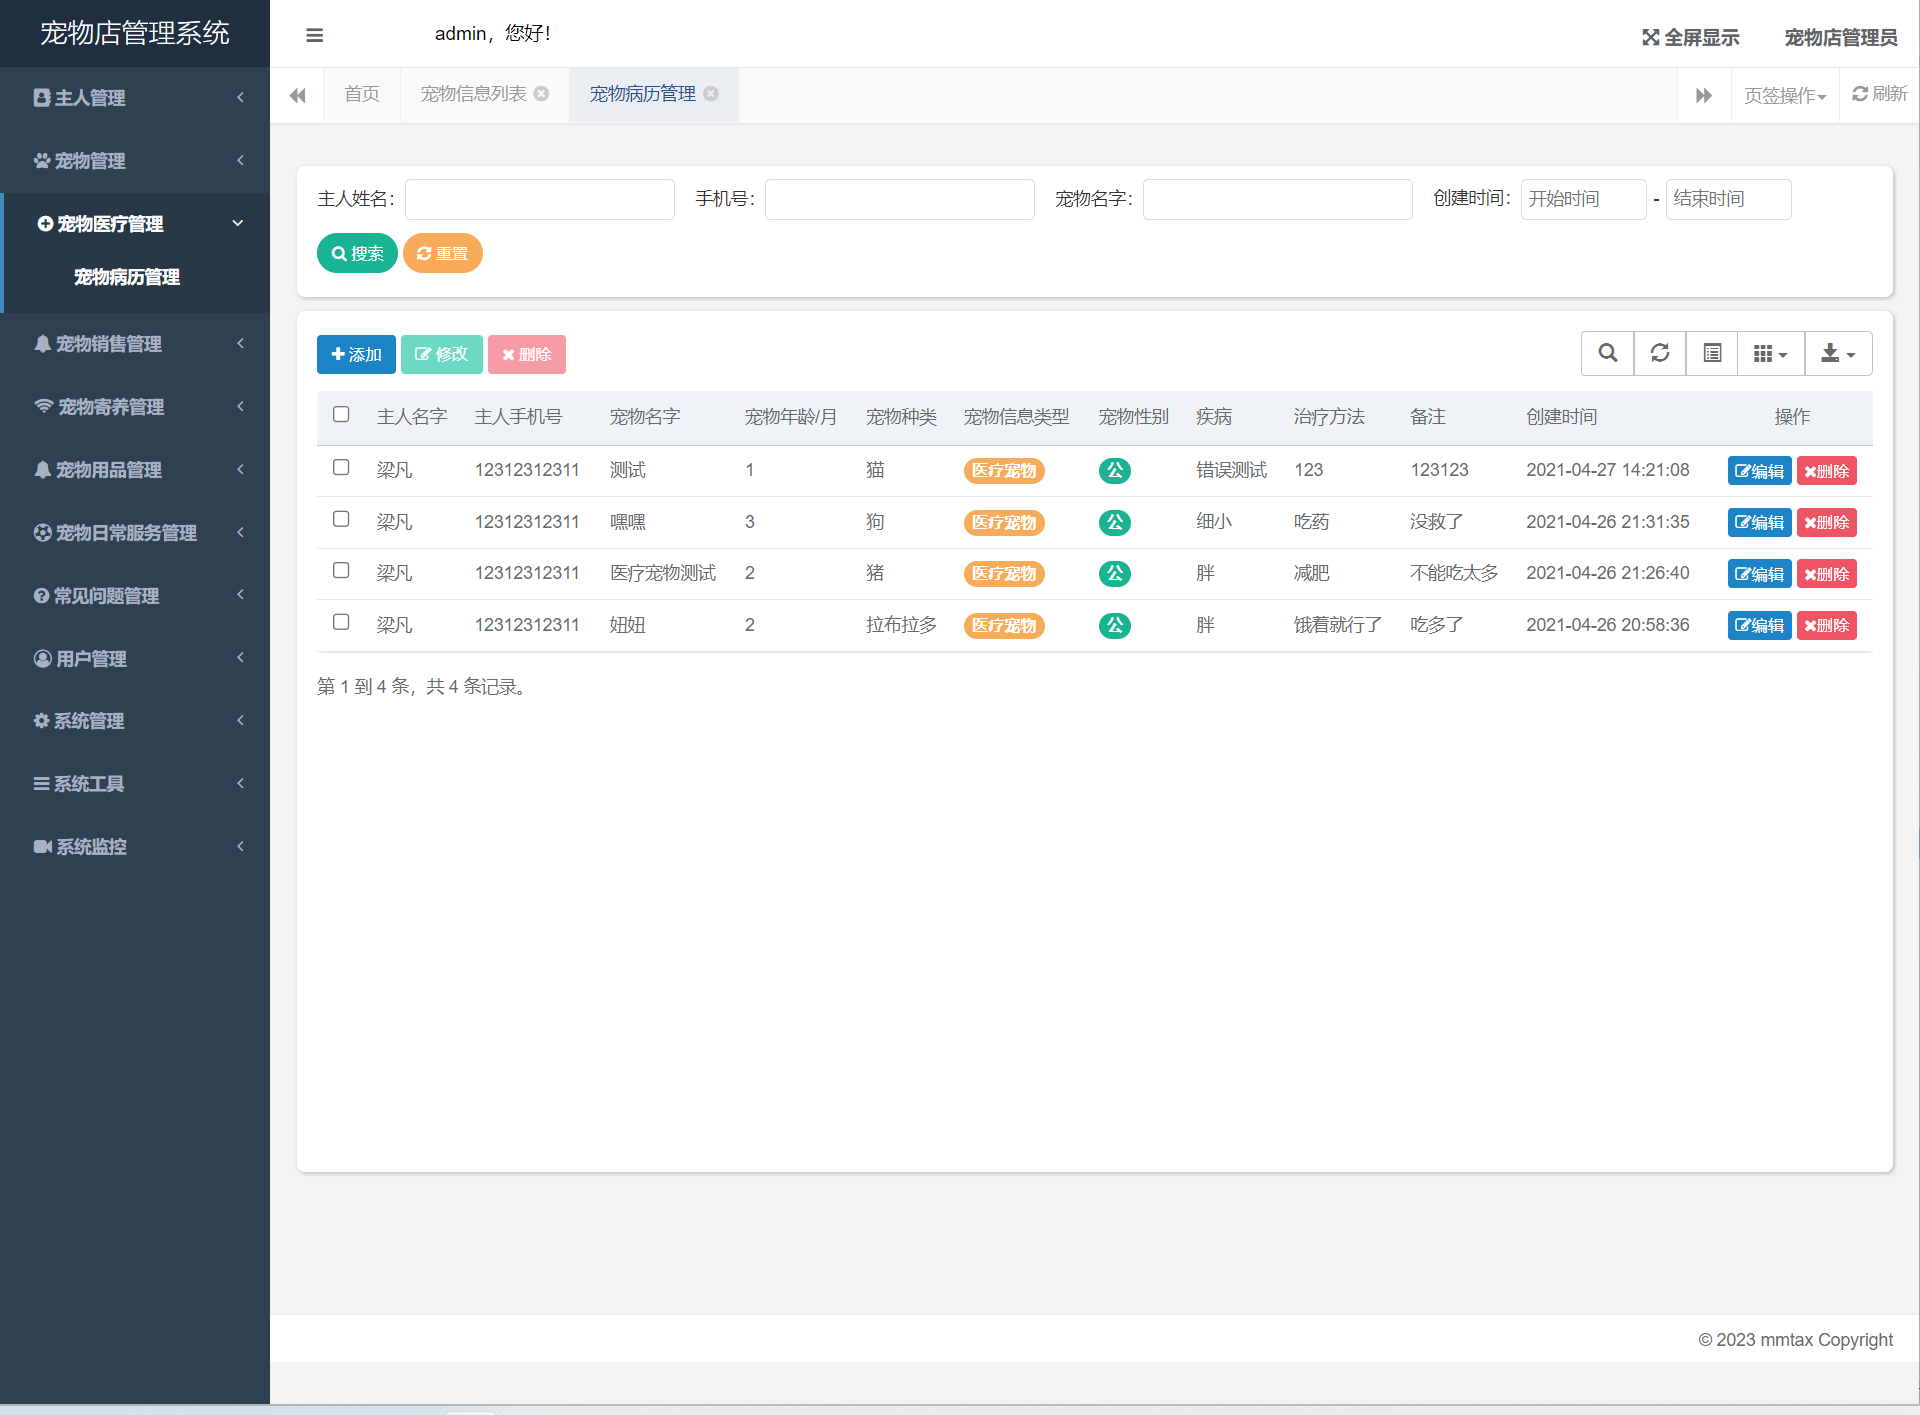 宠物店管理系统
admin，您好！
全屏显示
宠物店管理员
主人管理
宠物管理
宠物医疗管理
宠物病历管理
宠物销售管理
宠物寄养管理
宠物用品管理
宠物日常服务管理
常见问题管理
用户管理
系统管理
系统工具
系统监控
首页
宠物信息列表
宠物病历管理
页签操作
刷新
主人姓名：
手机号：
宠物名字：
创建时间： 开始时间 - 结束时间
搜索
重置
添加
修改
删除
主人名字 主人手机号 宠物名字 宠物年龄/月 宠物种类 宠物信息类型 宠物性别 疾病 治疗方法 备注 创建时间 操作
梁凡 12312312311 测试 1 猫 医疗宠物 公 错误测试 123 123123 2021-04-27 14:21:08 编辑 删除
梁凡 12312312311 嘿嘿 3 狗 医疗宠物 公 细小 吃药 没救了 2021-04-26 21:31:35 编辑 删除
梁凡 12312312311 医疗宠物测试 2 猪 医疗宠物 公 胖 减肥 不能吃太多 2021-04-26 21:26:40 编辑 删除
梁凡 12312312311 妞妞 2 拉布拉多 医疗宠物 公 胖 饿着就行了 吃多了 2021-04-26 20:58:36 编辑 删除
第 1 到 4 条，共 4 条记录。
© 2023 mmtax Copyright